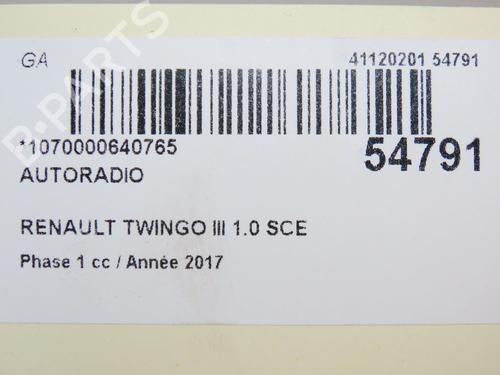 GA
41120201 54791
*1070000640765
54791
AUTORADIO
RENAULT TWINGO III 1.0 SCE
Phase 1 cc / Année 2017
B-PARTS